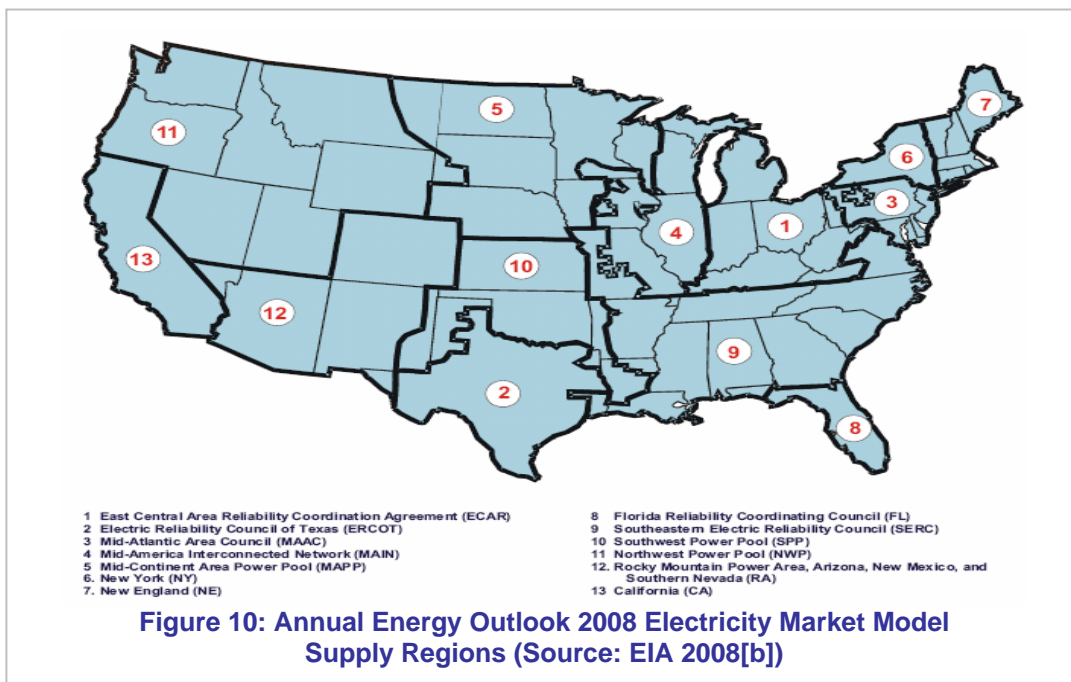 5
7
11
6
3
1
4
13
10
12
9
2
8
1 East Central Area Reliability Coordination Agreement (ECAR)
2 Electric Reliability Council of Texas (ERCOT)
3 Mid-Atlantic Area Council (MAAC)
4 Mid-America Interconnected Network (MAIN)
5 Mid-Continent Area Power Pool (MAPP)
6. New York (NY)
7. New England (NE)
8 Florida Reliability Coordinating Council (FL)
9 Southeastern Electric Reliability Council (SERC)
10 Southwest Power Pool (SPP)
11 Northwest Power Pool (NWP)
12. Rocky Mountain Power Area, Arizona, New Mexico, and
Southern Nevada (RA)
13 California (CA)
Figure 10: Annual Energy Outlook 2008 Electricity Market Model
Supply Regions (Source: EIA 2008[b])